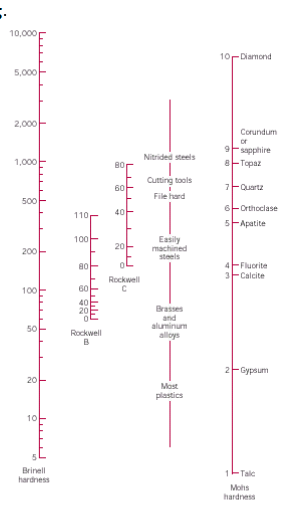 10,000
5,000
2,000
1,000
500
200
100
50
20
10
5
Brinell
hardness
110
100
80
60
40
20
0
Rockwell
B
80
60
40
20
0
Rockwell
C
Nitrided steels
Cutting tools
File hard
Easily
machined
steels
Brasses
and
aluminum
alloys
Most
plastics
10 Diamond
Corundum
or
9 sapphire
8 Topaz
7 Quartz
6 Orthoclase
5 Apatite
4 Fluorite
3 Calcite
2 Gypsum
1 Talc
Mohs
hardness